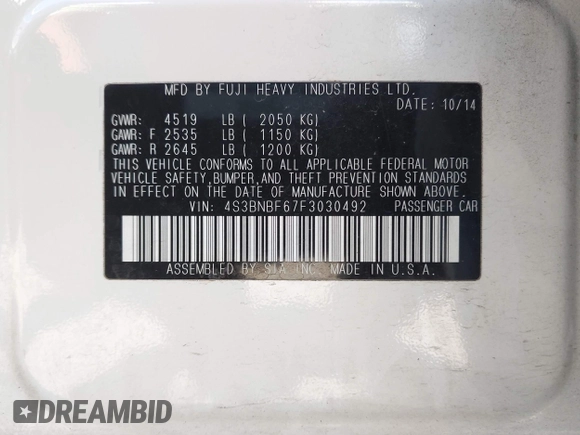 MFD BY FUJI HEAVY INDUSTRIES LTD.
DATE: 10/14
GVWR: 4519 LB ( 2050 KG)
GAWR: F 2535 LB ( 1150 KG)
GAWR: R 2645 LB ( 1200 KG)
THIS VEHICLE CONFORMS TO ALL APPLICABLE FEDERAL MOTOR
VEHICLE SAFETY, BUMPER, AND THEFT PREVENTION STANDARDS
IN EFFECT ON THE DATE OF MANUFACTURE SHOWN ABOVE.
VIN: 4S3BNBF67F3030492 PASSENGER CAR
ASSEMBLED BY SIA INC. MADE IN U.S.A.
DREAMBID